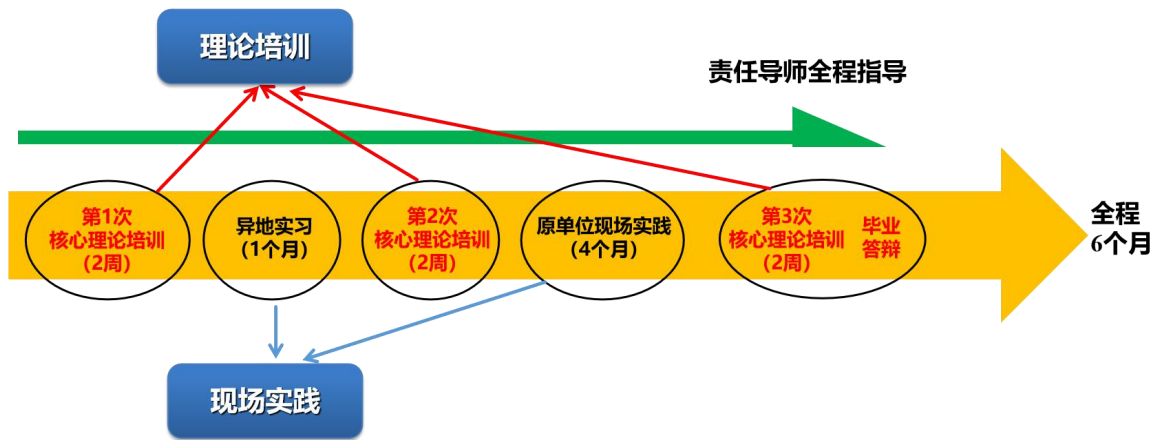 理论培训
责任导师全程指导
第1次
核心理论培训
（2周）
异地实习
（1个月）
第2次
核心理论培训
（2周）
原单位现场实践
（4个月）
第3次
核心理论培训
（2周）
毕业
答辩
全程
6个月
现场实践